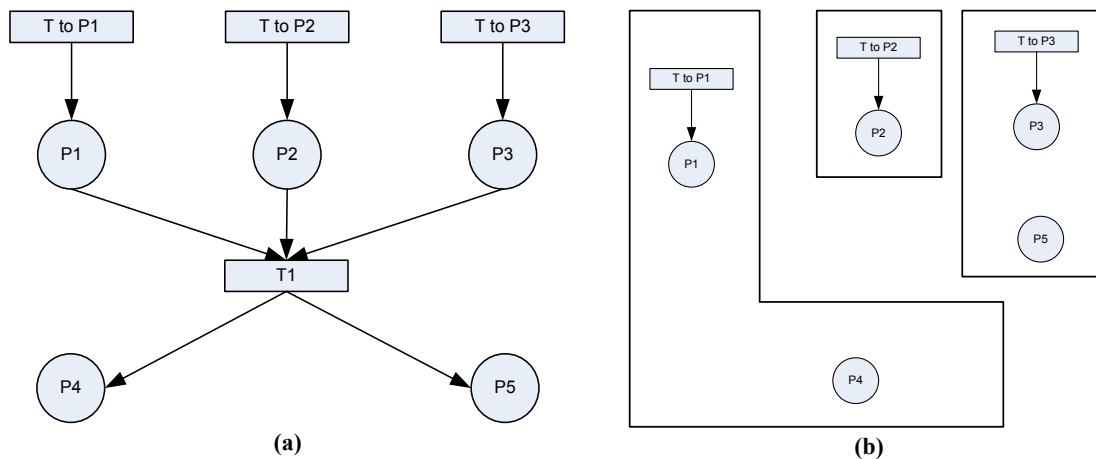 T to P1
T to P2
T to P3
P1
P2
P3
T1
P4
P5
(a)
T to P1
P1
T to P2
P2
T to P3
P3
P5
P4
(b)